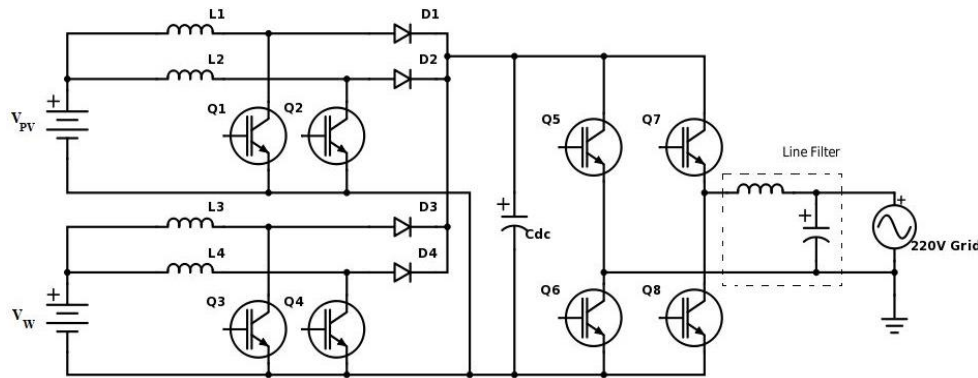 L1
D1
L2
D2
+
V_PV
Q1
Q2
L3
D3
L4
D4
+
V_W
Q3
Q4
+
Cdc
Q5
Q7
Q6
Q8
Line Filter
+
+
220V Grid